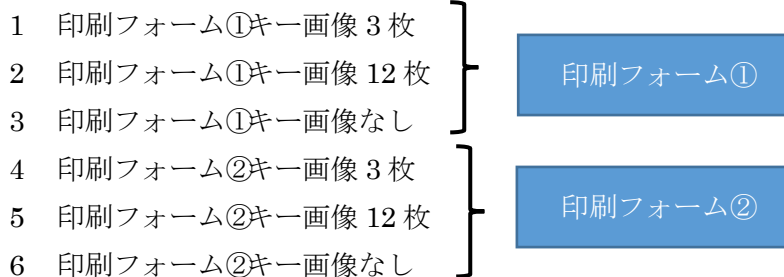 1 印刷フォーム①キー画像 3 枚
2 印刷フォーム①キー画像 12 枚
3 印刷フォーム①キー画像なし
印刷フォーム①
4 印刷フォーム②キー画像 3 枚
5 印刷フォーム②キー画像 12 枚
6 印刷フォーム②キー画像なし
印刷フォーム②